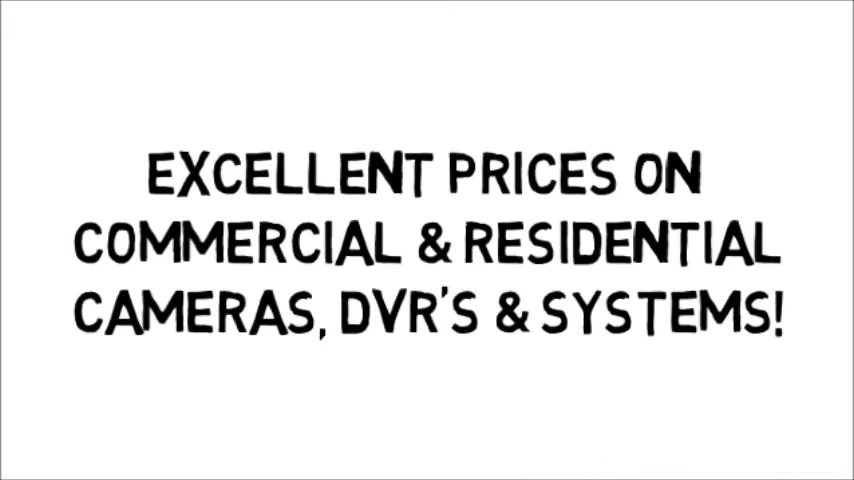 EXCELLENT PRICES ON
COMMERCIAL & RESIDENTIAL
CAMERAS, DVR'S & SYSTEMS!